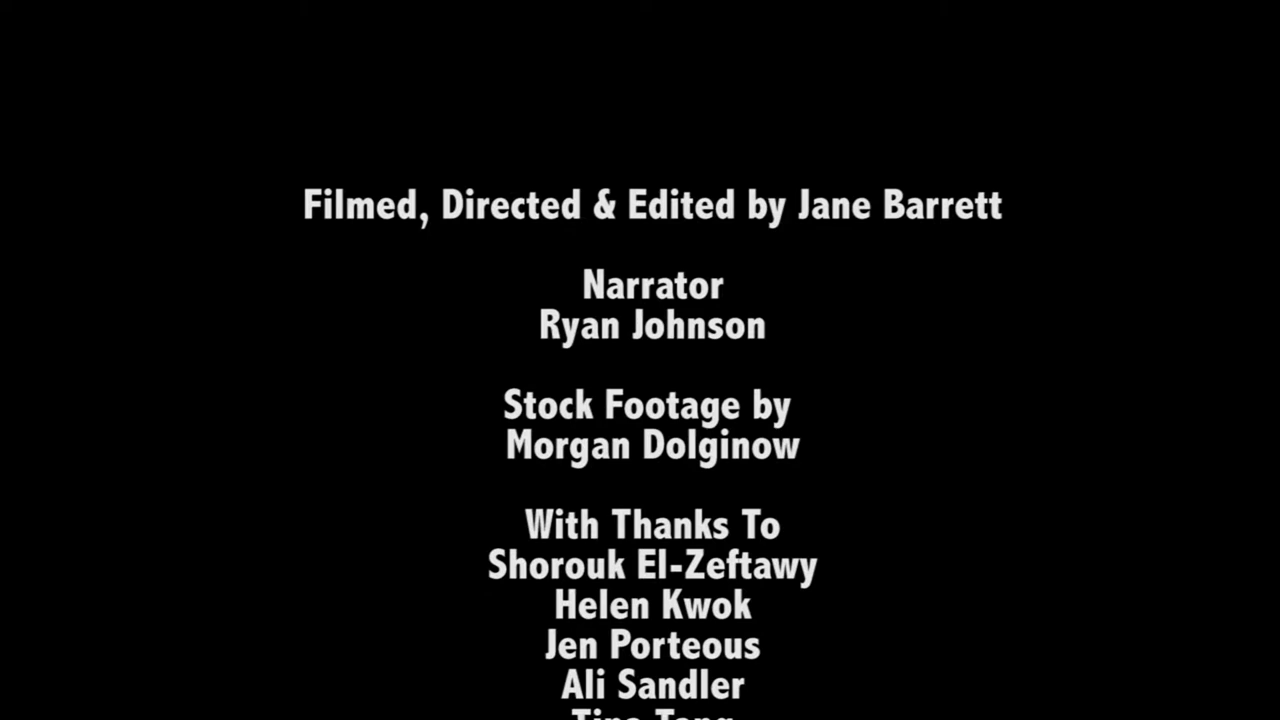 Filmed, Directed & Edited by Jane Barrett
Narrator
Ryan Johnson
Stock Footage by
Morgan Dolginow
With Thanks To
Shorouk El-Zeftawy
Helen Kwok
Jen Porteous
Ali Sandler